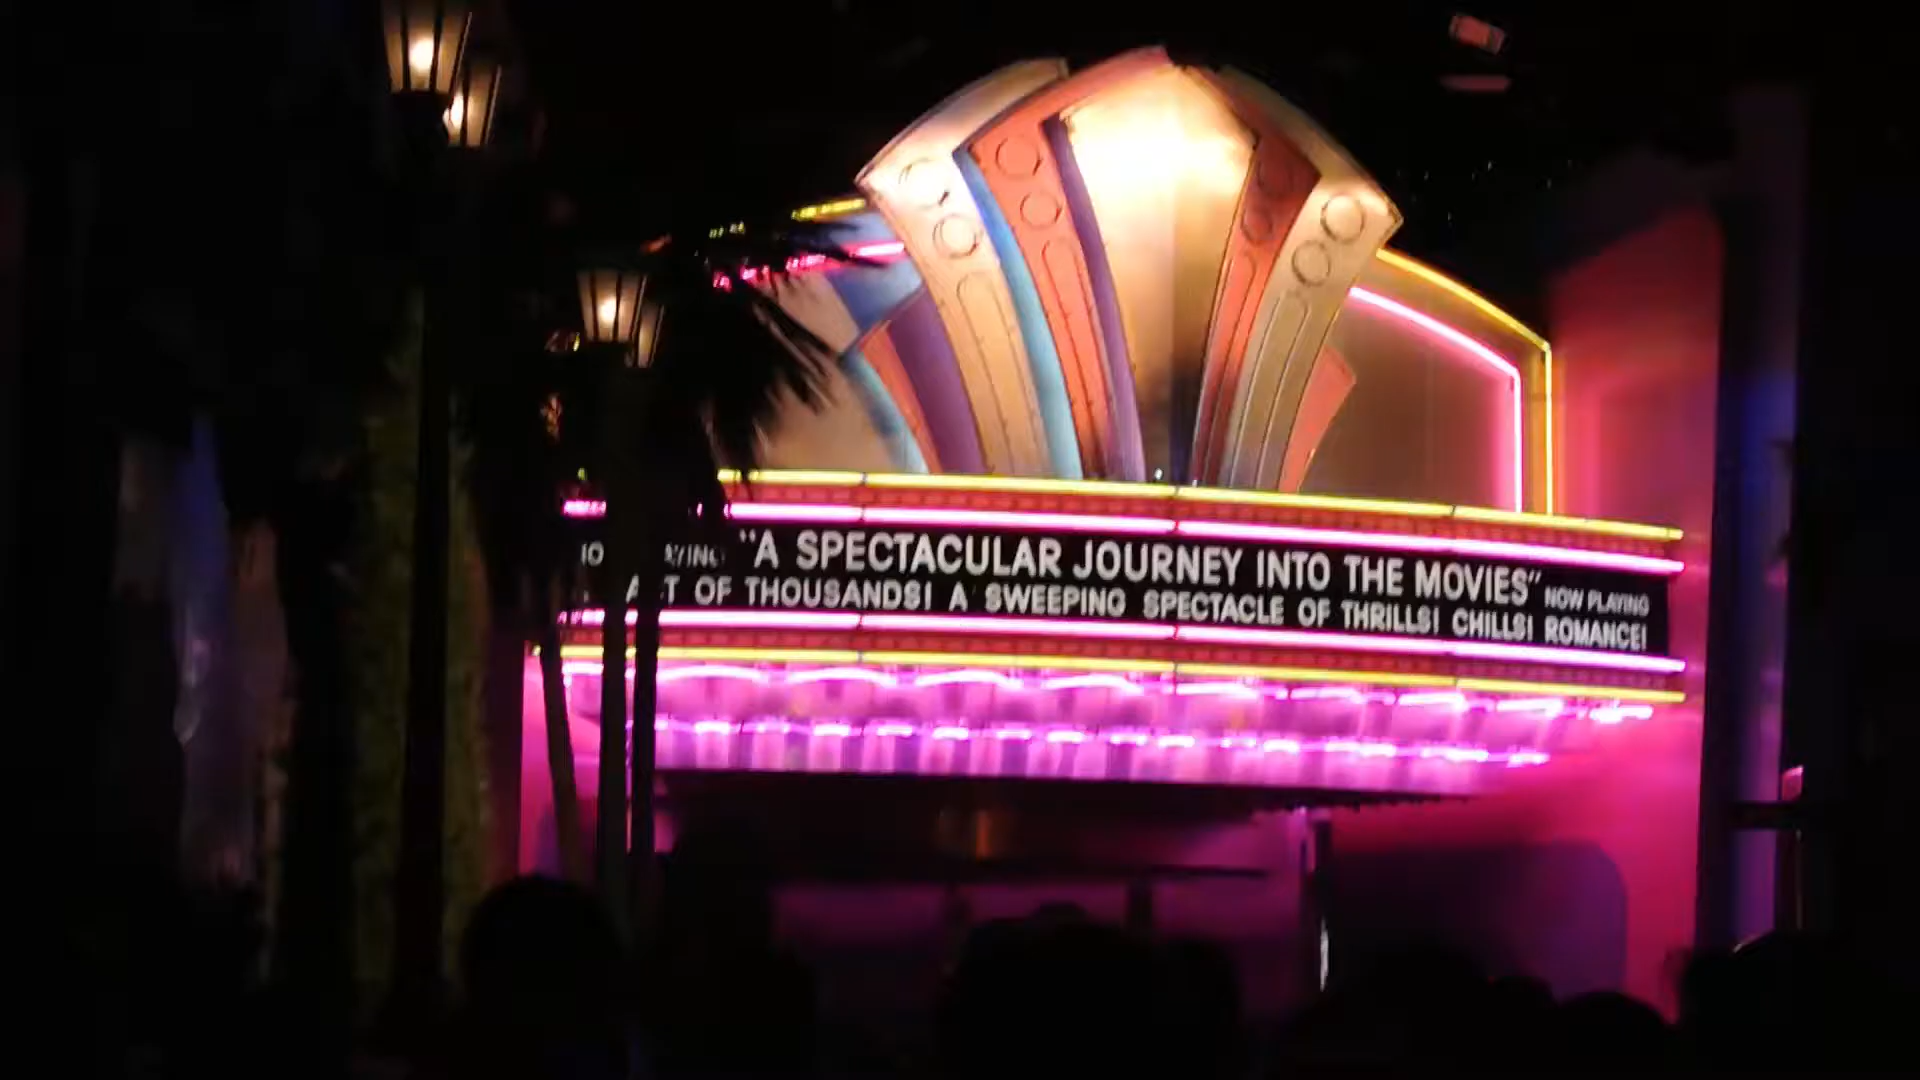 "A SPECTACULAR JOURNEY INTO THE MOVIES" NOW PLAYING
OF THOUSANDS! A SWEEPING SPECTACLE OF THRILLS! CHILLS! ROMANCE!